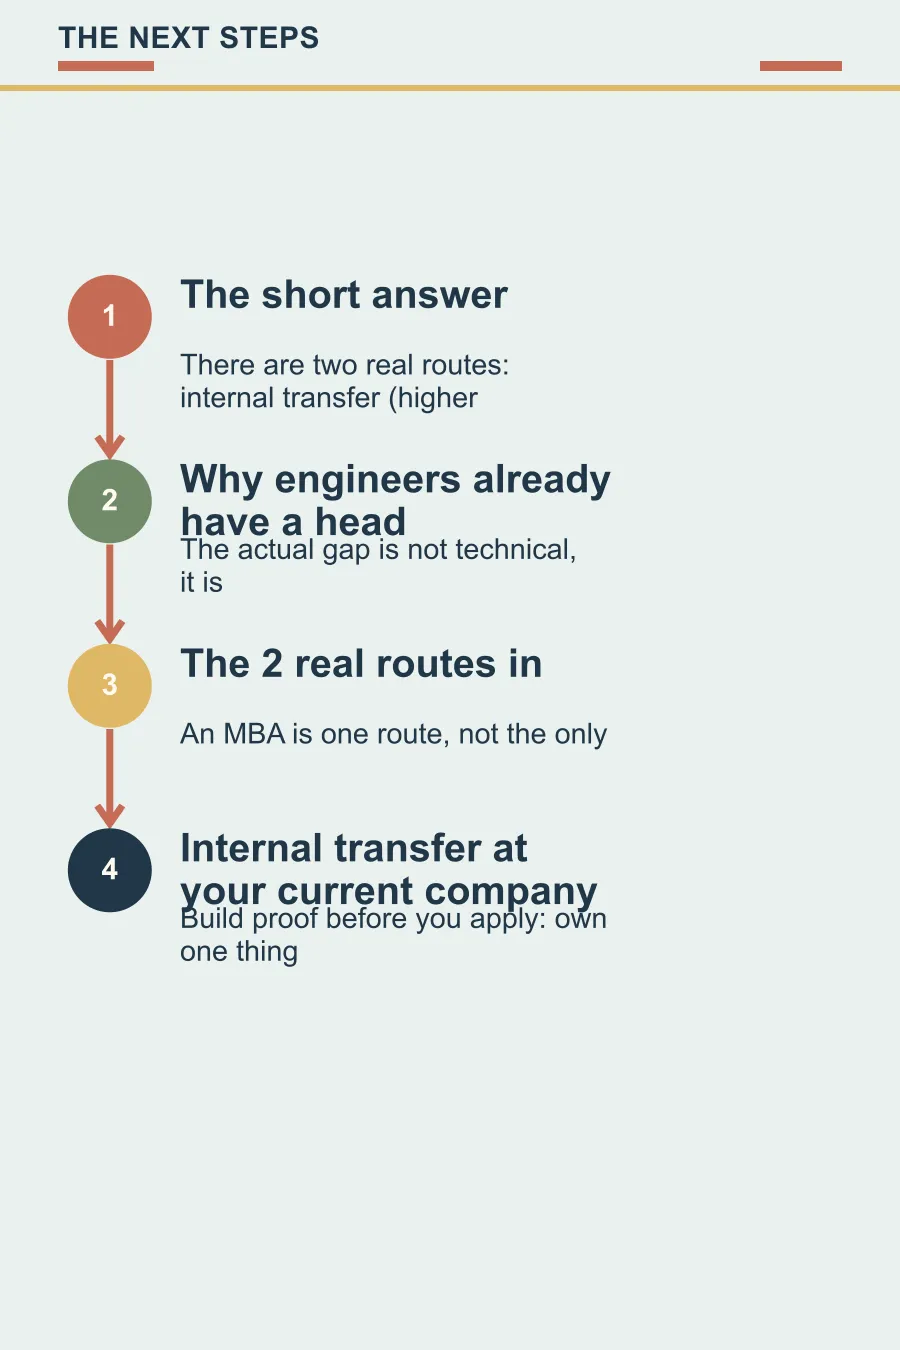 THE NEXT STEPS
1
The short answer
There are two real routes:
internal transfer (higher
2
Why engineers already
have a head
The actual gap is not technical,
it is
3
The 2 real routes in
An MBA is one route, not the only
4
Internal transfer at
your current company
Build proof before you apply: own
one thing